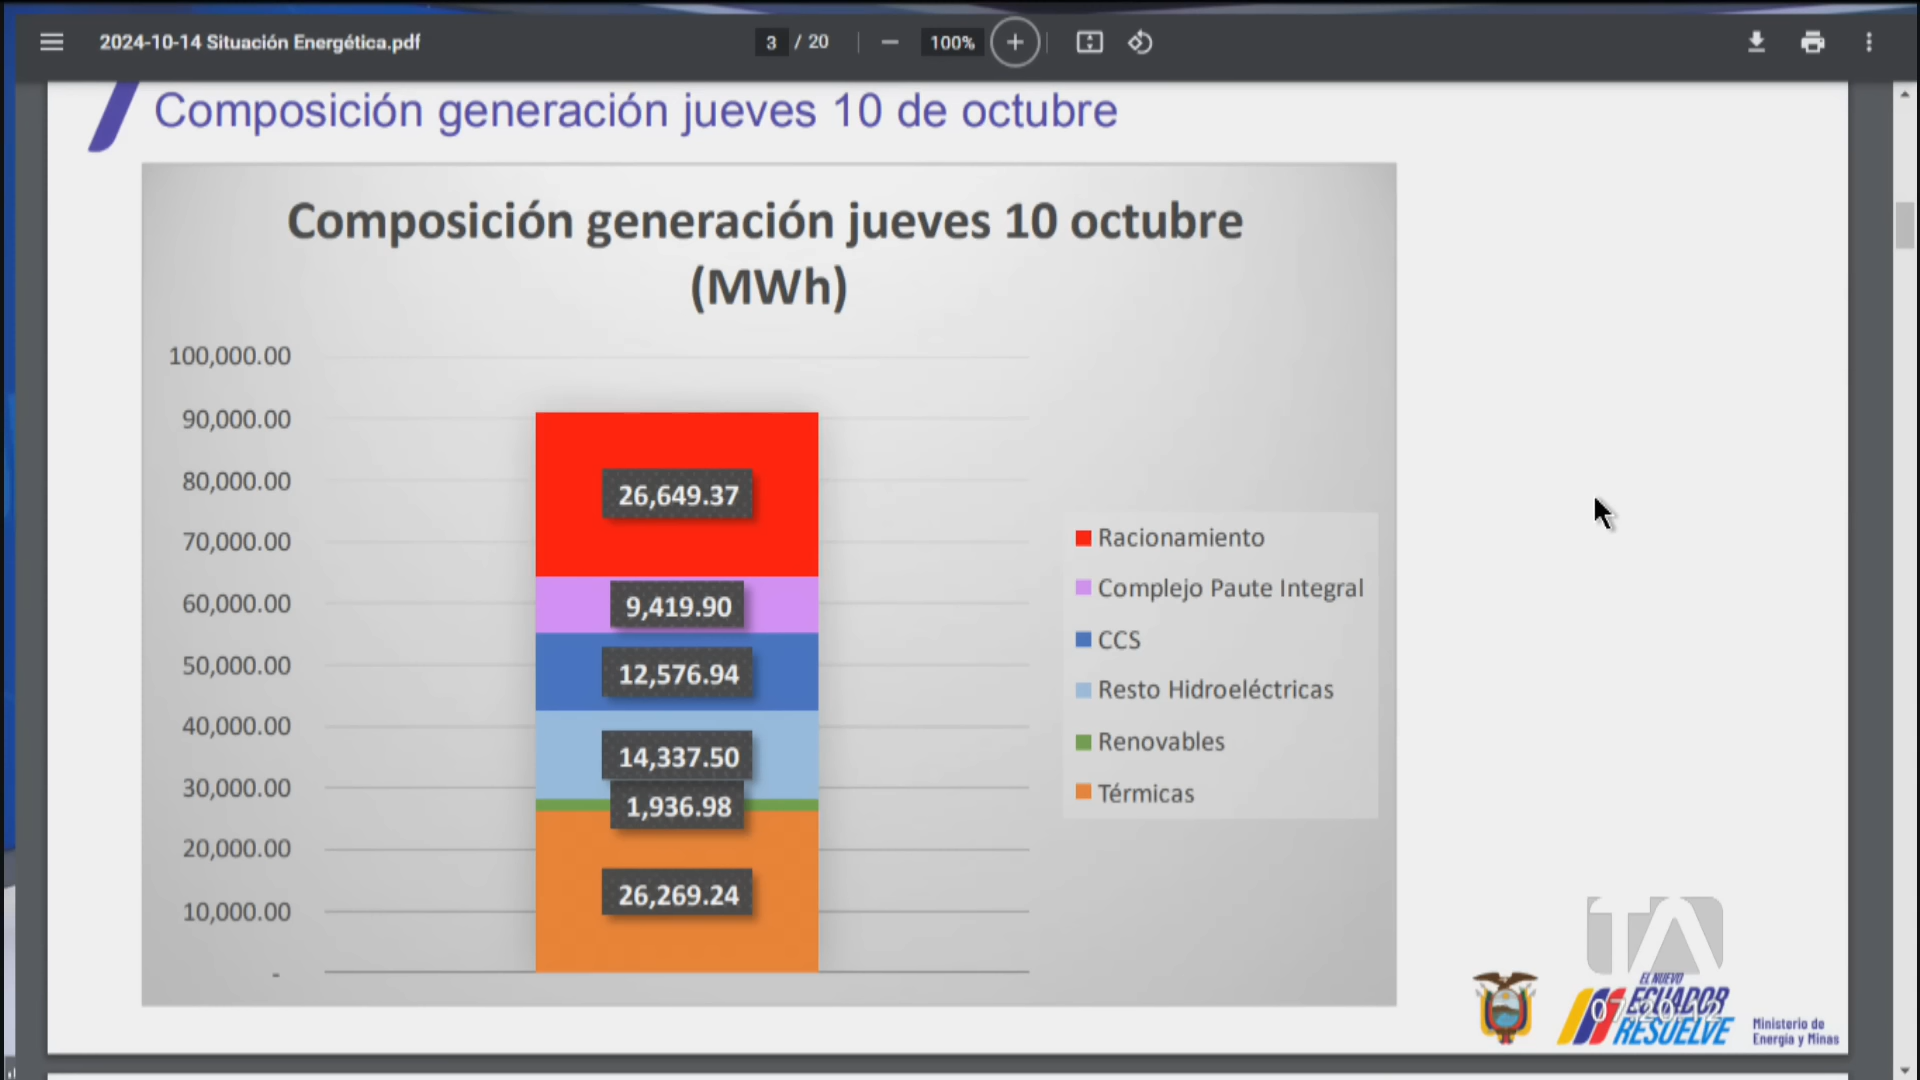 2024-10-14 Situación Energética.pdf
3 / 20
100%
Composición generación jueves 10 de octubre
Composición generación jueves 10 octubre
(MWh)
100,000.00
90,000.00
80,000.00
70,000.00
60,000.00
50,000.00
40,000.00
30,000.00
20,000.00
10,000.00
-
26,649.37
9,419.90
12,576.94
14,337.50
1,936.98
26,269.24
Racionamiento
Complejo Paute Integral
CCS
Resto Hidroeléctricas
Renovables
Térmicas
TA
EL NUEVO
ECUADOR
RESUELVE
Ministerio de
Energía y Minas